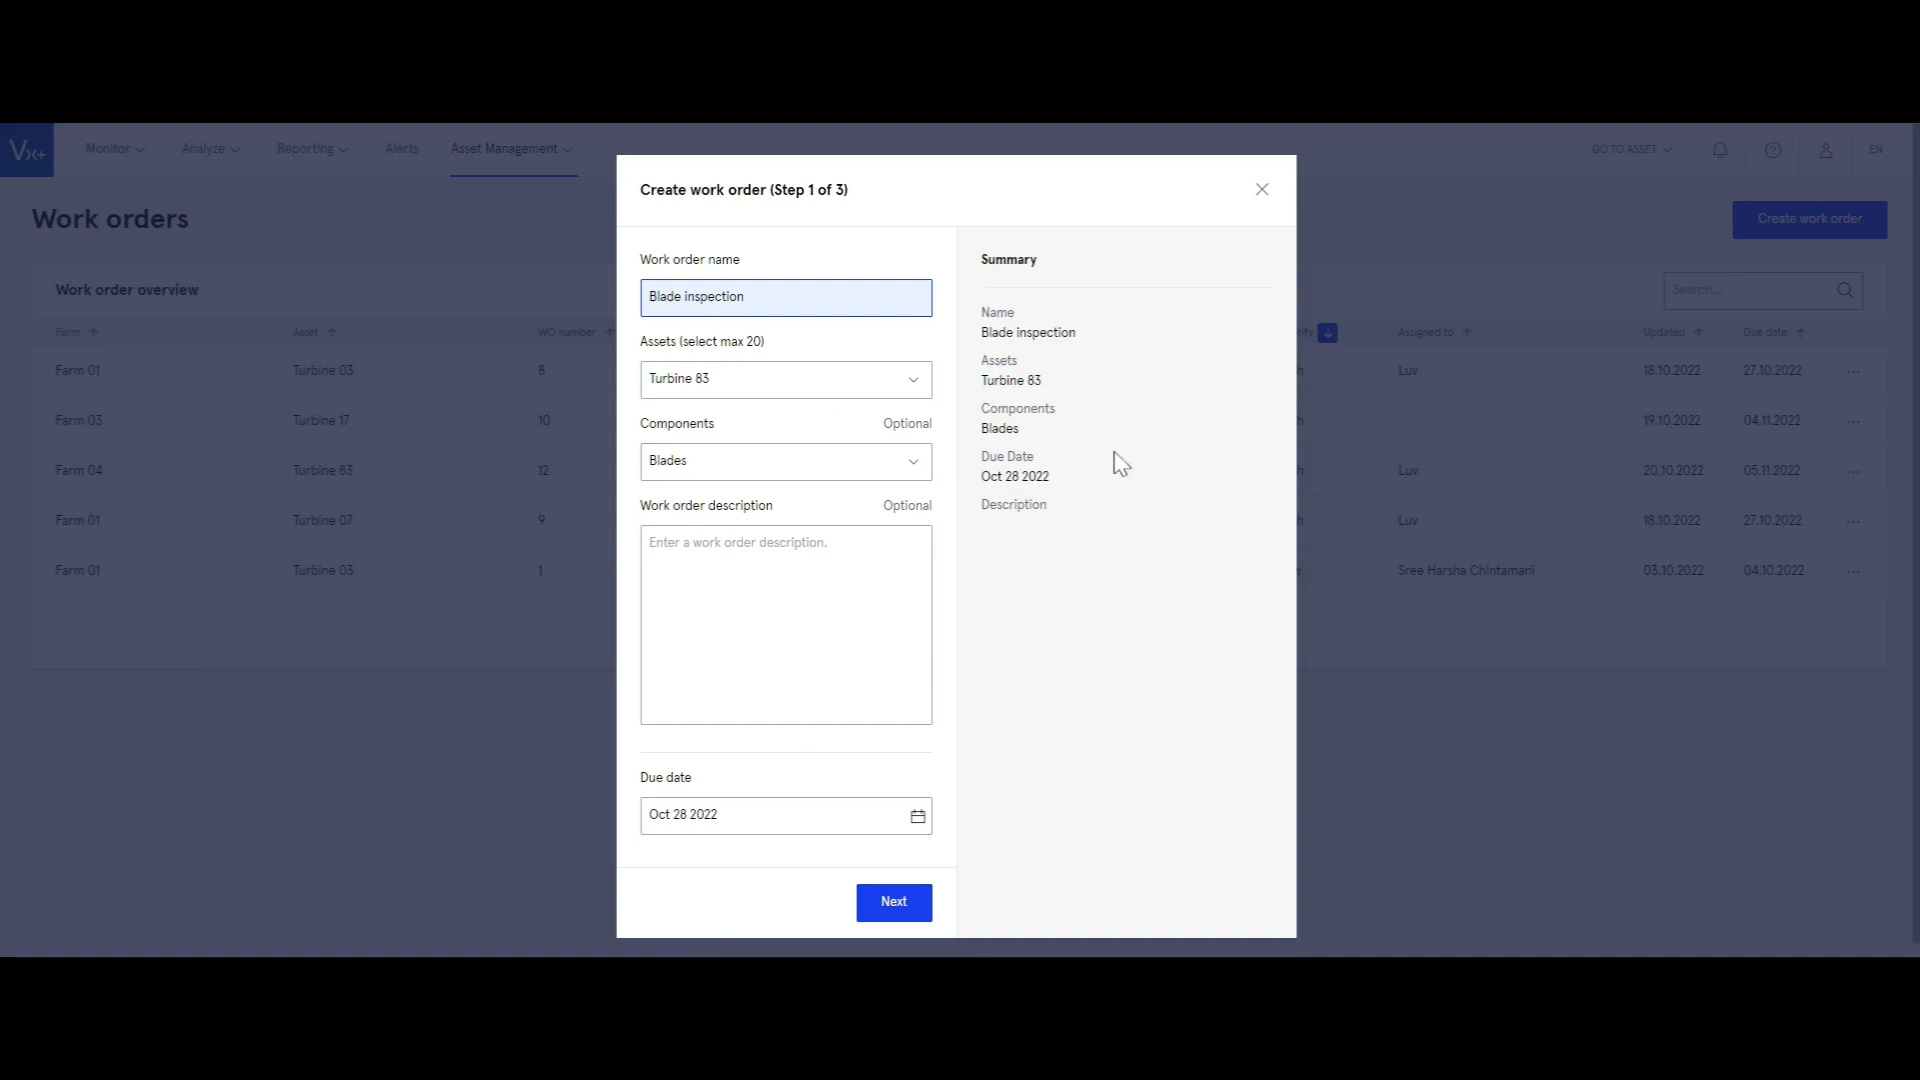 Vx+
Monitor
Analyze
Reporting
Alerts
Asset Management
GO TO ASSET
EN
Work orders
Create work order
Work order overview
Search...
Farm
Asset
WO number
Assigned to
Updated
Due date
Farm 01 Turbine 03 8 h Luv 18.10.2022 27.10.2022 ...
Farm 03 Turbine 17 10 h 19.10.2022 04.11.2022 ...
Farm 04 Turbine 83 12 h Luv 20.10.2022 05.11.2022 ...
Farm 01 Turbine 07 9 h Luv 18.10.2022 27.10.2022 ...
Farm 01 Turbine 03 1 Sree Harsha Chintamani 03.10.2022 04.10.2022 ...
Create work order (Step 1 of 3)
Work order name
Blade inspection
Assets (select max 20)
Turbine 83
Components Optional
Blades
Work order description Optional
Enter a work order description.
Due date
Oct 28 2022
Next
Summary
Name
Blade inspection
Assets
Turbine 83
Components
Blades
Due Date
Oct 28 2022
Description